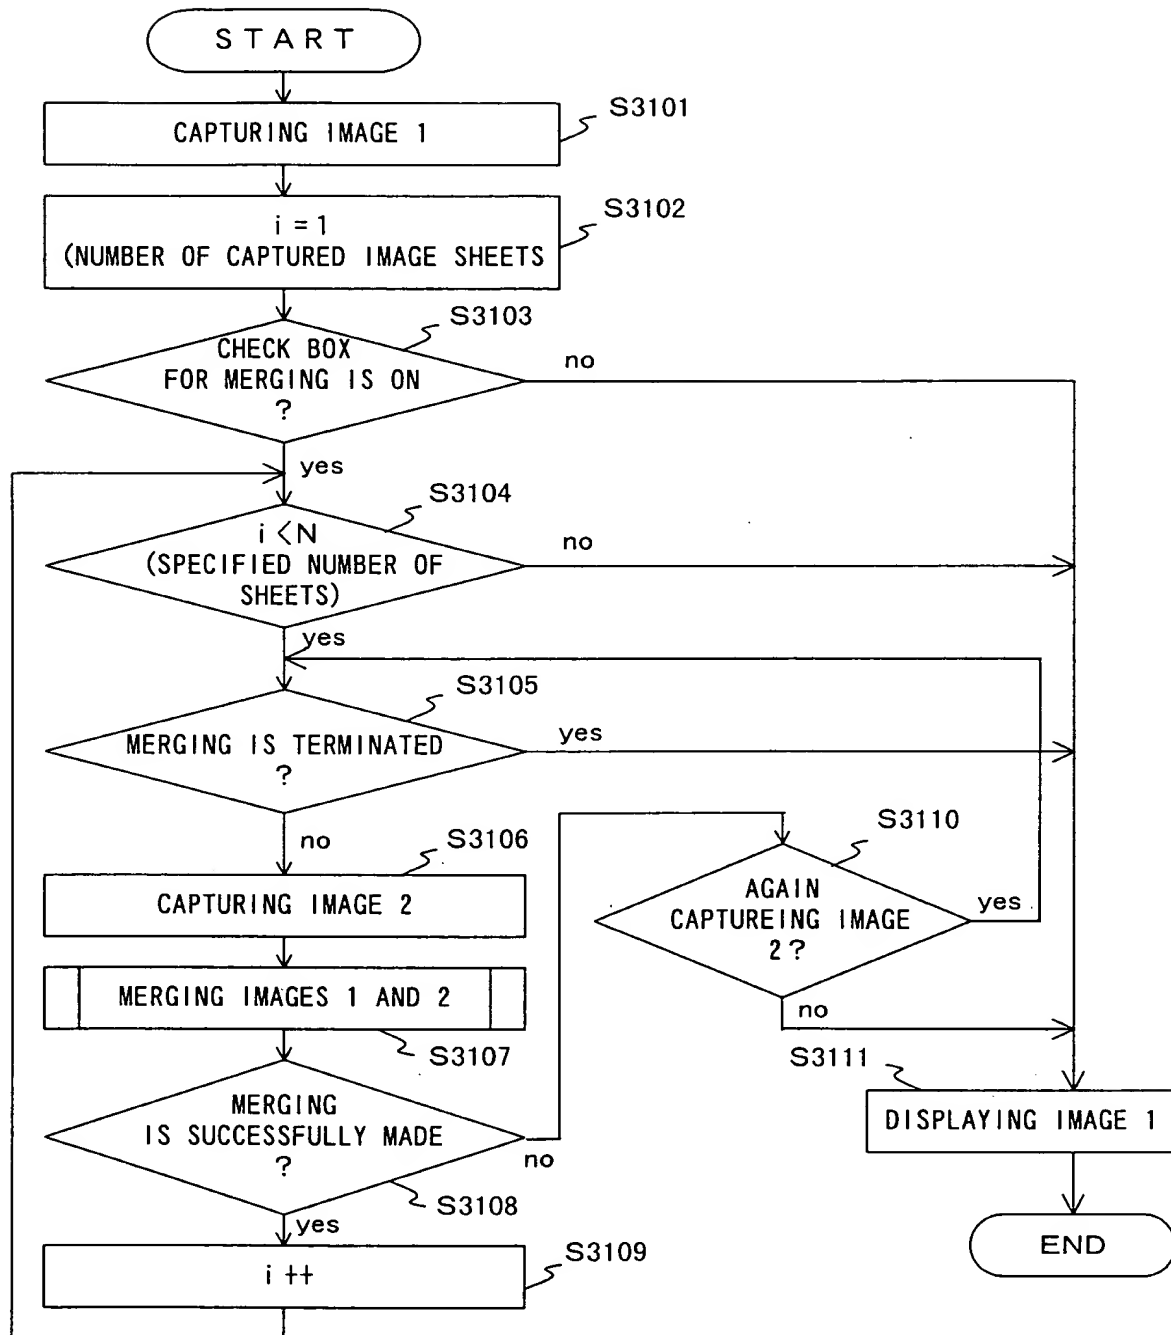 START
S3101
CAPTURING IMAGE 1
S3102
i = 1
(NUMBER OF CAPTURED IMAGE SHEETS
S3103
CHECK BOX
FOR MERGING IS ON
?
no
yes
S3104
i <N
(SPECIFIED NUMBER OF
SHEETS)
no
yes
S3105
MERGING IS TERMINATED
?
yes
no
S3106
CAPTURING IMAGE 2
S3110
AGAIN
CAPTUREING IMAGE
2?
yes
no
MERGING IMAGES 1 AND 2
S3107
MERGING
IS SUCCESSFULLY MADE
?
no
S3108
yes
S3109
i ++
S3111
DISPLAYING IMAGE 1
END